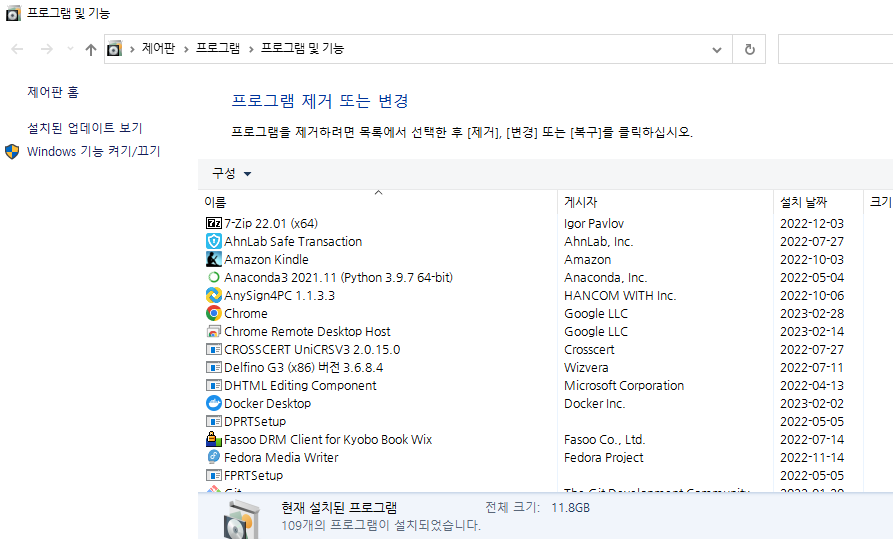 프로그램 및 기능
제어판 > 프로그램 > 프로그램 및 기능
제어판 홈
설치된 업데이트 보기
Windows 기능 켜기/끄기
프로그램 제거 또는 변경
프로그램을 제거하려면 목록에서 선택한 후 [제거], [변경] 또는 [복구]를 클릭하십시오.
구성
이름 게시자 설치 날짜 크기
7-Zip 22.01 (x64) Igor Pavlov 2022-12-03
AhnLab Safe Transaction AhnLab, Inc. 2022-07-27
Amazon Kindle Amazon 2022-10-03
Anaconda3 2021.11 (Python 3.9.7 64-bit) Anaconda, Inc. 2022-05-04
AnySign4PC 1.1.3.3 HANCOM WITH Inc. 2022-10-06
Chrome Google LLC 2023-02-28
Chrome Remote Desktop Host Google LLC 2023-02-14
CROSSCERT UniCRSV3 2.0.15.0 Crosscert 2022-07-27
Delfino G3 (x86) 버전 3.6.8.4 Wizvera 2022-07-11
DHTML Editing Component Microsoft Corporation 2022-04-13
Docker Desktop Docker Inc. 2023-02-02
DPRTSetup 2022-05-05
Fasoo DRM Client for Kyobo Book Wix Fasoo Co., Ltd. 2022-07-14
Fedora Media Writer Fedora Project 2022-11-14
FPRTSetup 2022-05-05
Git The Git Development Community
현재 설치된 프로그램 전체 크기: 11.8GB
109개의 프로그램이 설치되었습니다.